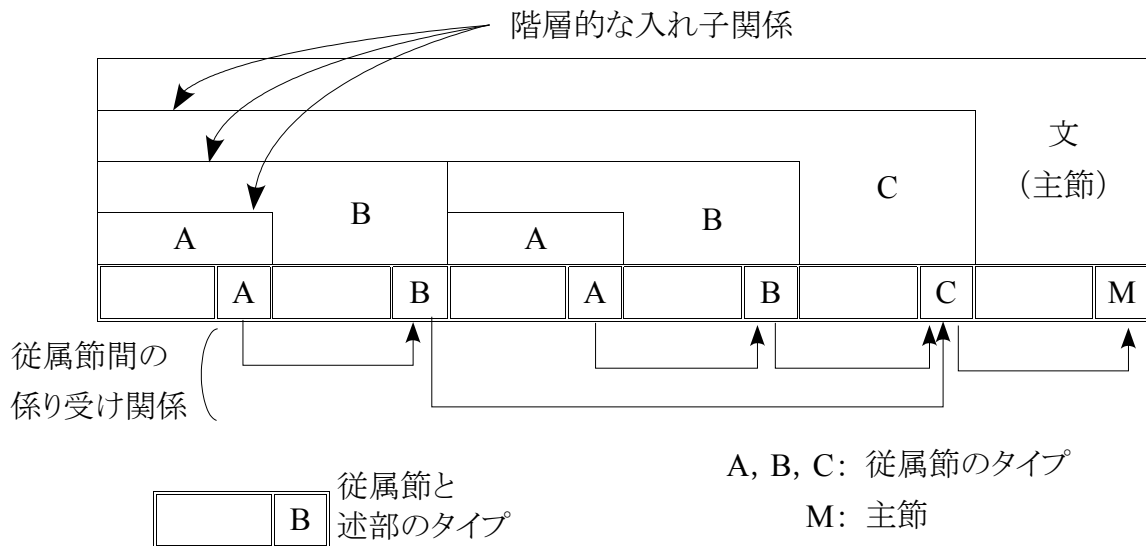 階層的な入れ子関係
文
（主節）
C
B
B
A
A
A B A B C M
従属節間の
係り受け関係
A, B, C: 従属節のタイプ
M: 主節
B
従属節と
述部のタイプ